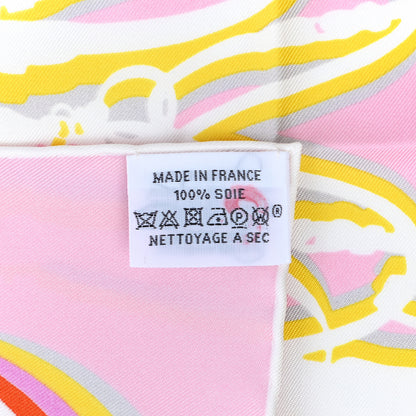 MADE IN FRANCE
100% SOIE
®
NETTOYAGE A SEC